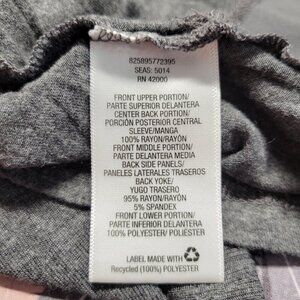 825895772395
SEAS: 5014
RN 42000
FRONT UPPER PORTION/
PARTE SUPERIOR DELANTERA
CENTER BACK PORTION/
PORCIÓN POSTERIOR CENTRAL
SLEEVE/MANGA
100% RAYON/RAYÓN
FRONT MIDDLE PORTION/
PARTE DELANTERA MEDIA
BACK SIDE PANELS/
PANELES LATERALES TRASEROS
BACK YOKE/
YUGO TRASERO
95% RAYON/RAYÓN
5% SPANDEX
FRONT LOWER PORTION/
PARTE INFERIOR DELANTERA
100% POLYESTER/ POLIÉSTER
LABEL MADE WITH
Recycled (100%) POLYESTER